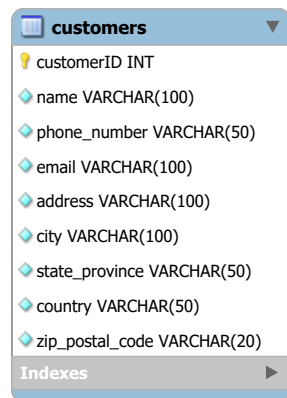 customers
customerID INT
name VARCHAR(100)
phone_number VARCHAR(50)
email VARCHAR(100)
address VARCHAR(100)
city VARCHAR(100)
state_province VARCHAR(50)
country VARCHAR(50)
zip_postal_code VARCHAR(20)
Indexes